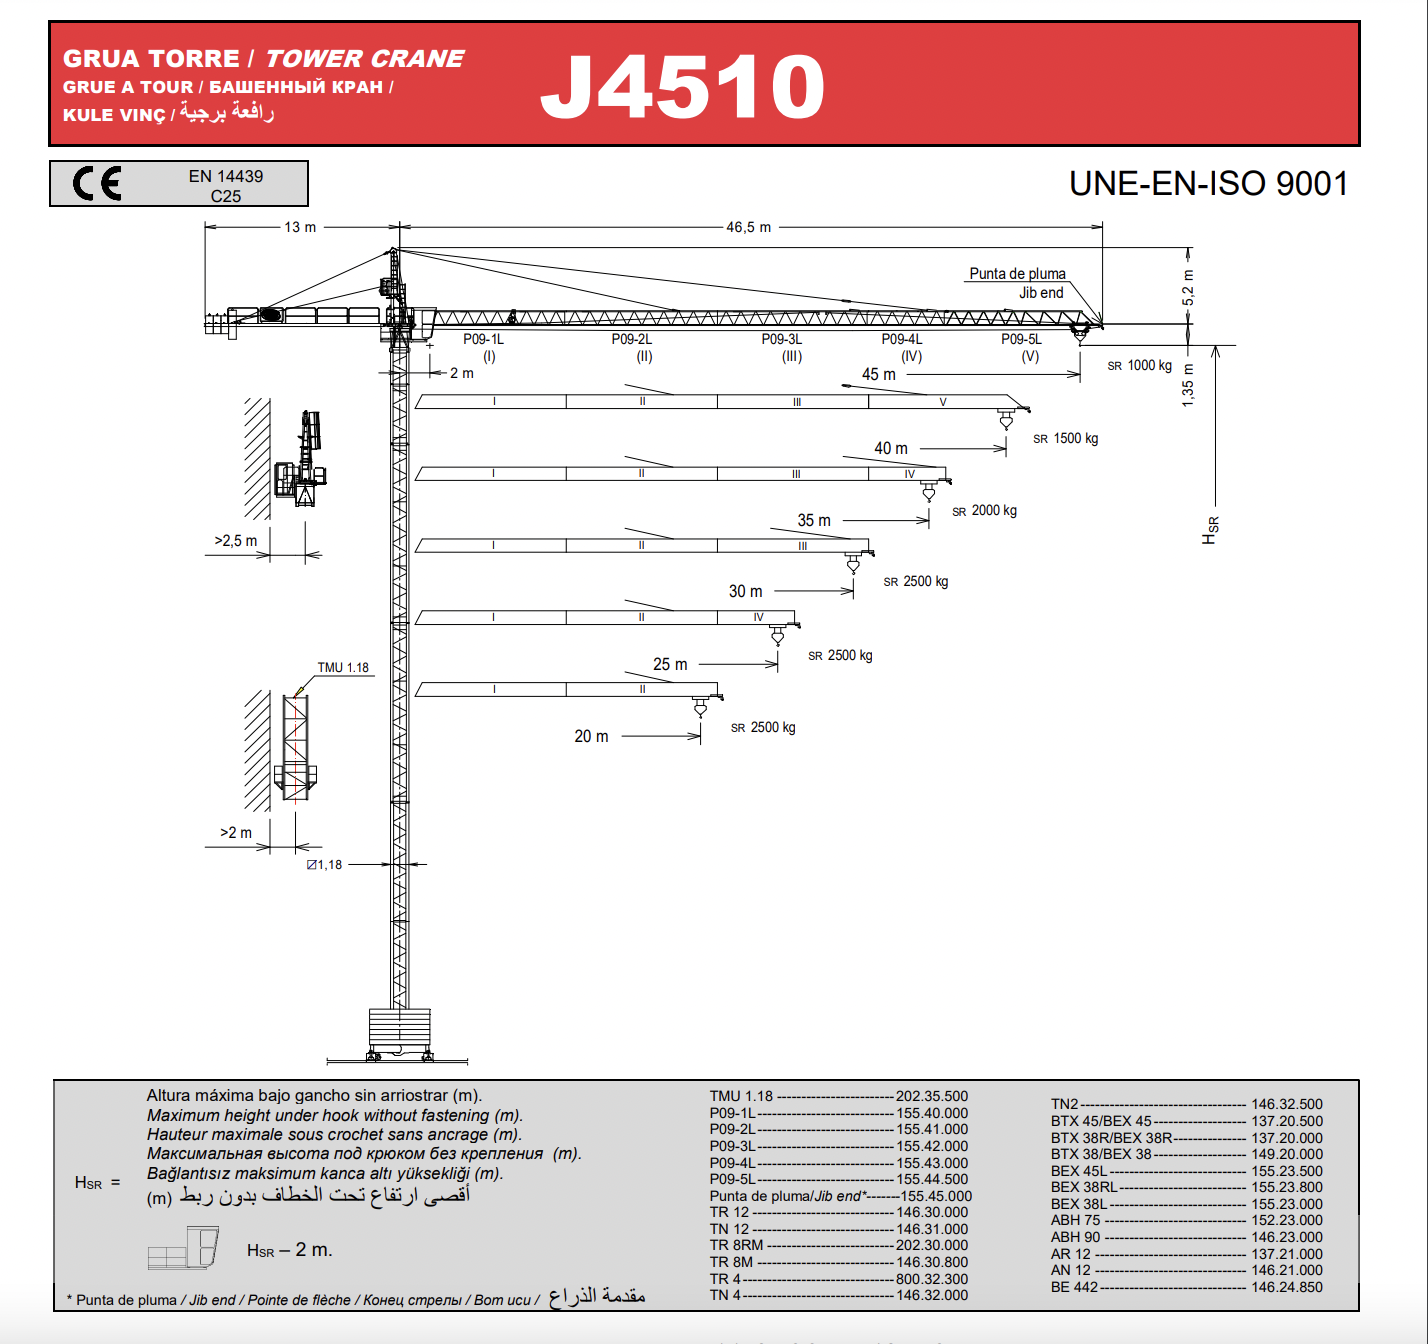 GRUA TORRE / TOWER CRANE
GRUE A TOUR / БАШЕННЫЙ КРАН /
KULE VINÇ / رافعة برجية
J4510
CE
EN 14439
C25
UNE-EN-ISO 9001
13 m
46,5 m
Punta de pluma
Jib end
5,2 m
P09-1L
(I)
P09-2L
(II)
P09-3L
(III)
P09-4L
(IV)
P09-5L
(V)
2 m
45 m
SR 1000 kg
1,35 m
I II III V
SR 1500 kg
40 m
I II III IV
SR 2000 kg
35 m
HSR
>2,5 m
I II III
SR 2500 kg
30 m
I II IV
SR 2500 kg
25 m
TMU 1.18
I II
SR 2500 kg
20 m
>2 m
1,18
HSR =
Altura máxima bajo gancho sin arriostrar (m).
Maximum height under hook without fastening (m).
Hauteur maximale sous crochet sans ancrage (m).
Максимальная высота под крюком без крепления (m).
Bağlantısız maksimum kanca altı yüksekliği (m).
أقصى ارتفاع تحت الخطاف بدون ربط (m)
HSR – 2 m.
* Punta de pluma / Jib end / Pointe de flèche / Конец стрелы / Bom ucu / مقدمة الذراع
TMU 1.18 ------------------------ 202.35.500
P09-1L---------------------------- 155.40.000
P09-2L---------------------------- 155.41.000
P09-3L---------------------------- 155.42.000
P09-4L---------------------------- 155.43.000
P09-5L---------------------------- 155.44.500
Punta de pluma/Jib end*-------155.45.000
TR 12 ----------------------------- 146.30.000
TN 12 ----------------------------- 146.31.000
TR 8RM --------------------------202.30.000
TR 8M ----------------------------- 146.30.800
TR 4-------------------------------800.32.300
TN 4------------------------------- 146.32.000
TN2---------------------------------- 146.32.500
BTX 45/BEX 45------------------- 137.20.500
BTX 38R/BEX 38R--------------- 137.20.000
BTX 38/BEX 38------------------- 149.20.000
BEX 45L---------------------------- 155.23.500
BEX 38RL-------------------------- 155.23.800
BEX 38L---------------------------- 155.23.000
ABH 75 ----------------------------- 152.23.000
ABH 90 ----------------------------- 146.23.000
AR 12 ------------------------------- 137.21.000
AN 12 ------------------------------- 146.21.000
BE 442------------------------------ 146.24.850